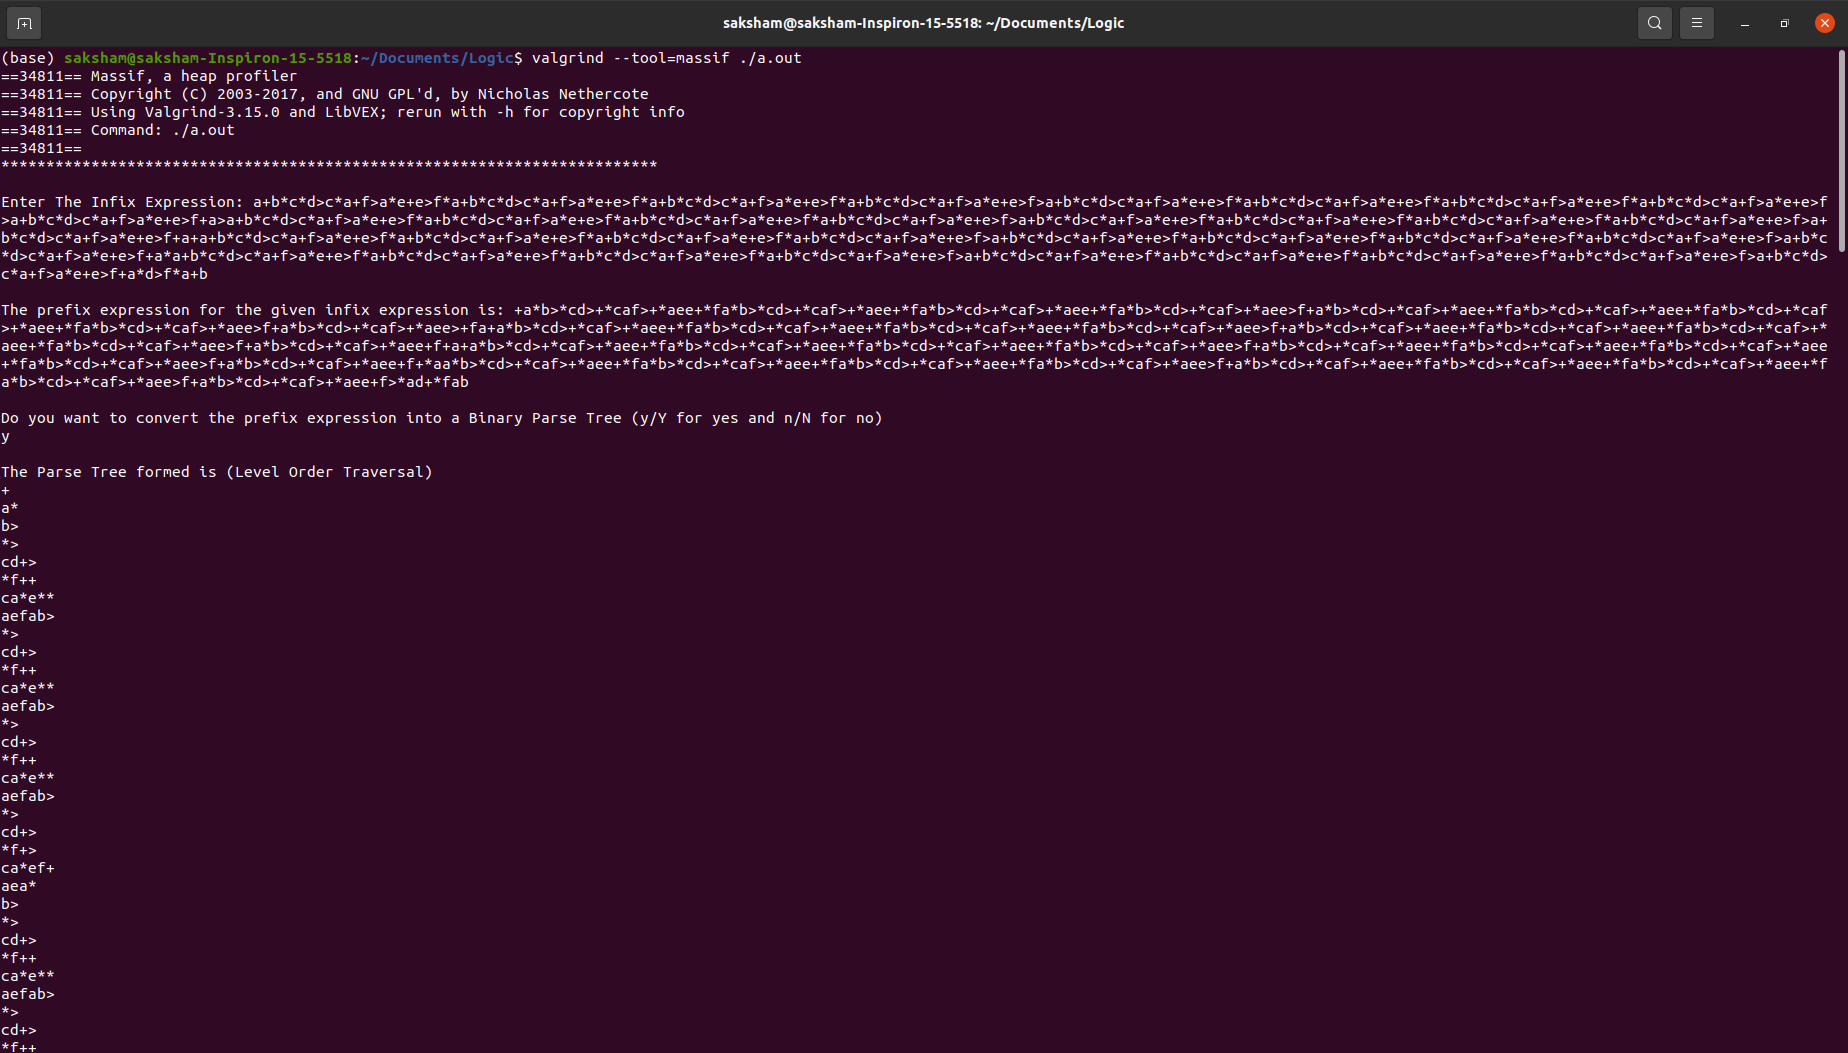 saksham@saksham-Inspiron-15-5518: ~/Documents/Logic
(base) saksham@saksham-Inspiron-15-5518:~/Documents/Logic$ valgrind --tool=massif ./a.out
==34811== Massif, a heap profiler
==34811== Copyright (C) 2003-2017, and GNU GPL'd, by Nicholas Nethercote
==34811== Using Valgrind-3.15.0 and LibVEX; rerun with -h for copyright info
==34811== Command: ./a.out
==34811==
*************************************************************************
Enter The Infix Expression: a+b*c*d>c*a+f>a*e+e>f*a+b*c*d>c*a+f>a*e+e>f*a+b*c*d>c*a+f>a*e+e>f*a+b*c*d>c*a+f>a*e+e>f>a+b*c*d>c*a+f>a*e+e>f*a+b*c*d>c*a+f>a*e+e>f*a+b*c*d>c*a+f>a*e+e>f*a+b*c*d>c*a+f>a*e+e>f
>a+b*c*d>c*a+f>a*e+e>f+a>a+b*c*d>c*a+f>a*e+e>f*a+b*c*d>c*a+f>a*e+e>f*a+b*c*d>c*a+f>a*e+e>f*a+b*c*d>c*a+f>a*e+e>f>a+b*c*d>c*a+f>a*e+e>f*a+b*c*d>c*a+f>a*e+e>f*a+b*c*d>c*a+f>a*e+e>f*a+b*c*d>c*a+f>a*e+e>f>a+
b*c*d>c*a+f>a*e+e>f+a+a+b*c*d>c*a+f>a*e+e>f*a+b*c*d>c*a+f>a*e+e>f*a+b*c*d>c*a+f>a*e+e>f*a+b*c*d>c*a+f>a*e+e>f>a+b*c*d>c*a+f>a*e+e>f*a+b*c*d>c*a+f>a*e+e>f*a+b*c*d>c*a+f>a*e+e>f*a+b*c*d>c*a+f>a*e+e>f>a+b*c
*d>c*a+f>a*e+e>f+a*a+b*c*d>c*a+f>a*e+e>f*a+b*c*d>c*a+f>a*e+e>f*a+b*c*d>c*a+f>a*e+e>f*a+b*c*d>c*a+f>a*e+e>f>a+b*c*d>c*a+f>a*e+e>f*a+b*c*d>c*a+f>a*e+e>f*a+b*c*d>c*a+f>a*e+e>f*a+b*c*d>c*a+f>a*e+e>f>a+b*c*d>
c*a+f>a*e+e>f+a*d>f*a+b
The prefix expression for the given infix expression is: +a*b>*cd>+*caf>+*aee+*fa*b>*cd>+*caf>+*aee+*fa*b>*cd>+*caf>+*aee+*fa*b>*cd>+*caf>+*aee>f+a*b>*cd>+*caf>+*aee+*fa*b>*cd>+*caf>+*aee+*fa*b>*cd>+*caf
>+*aee+*fa*b>*cd>+*caf>+*aee>f+a*b>*cd>+*caf>+*aee>+fa+a*b>*cd>+*caf>+*aee+*fa*b>*cd>+*caf>+*aee+*fa*b>*cd>+*caf>+*aee+*fa*b>*cd>+*caf>+*aee>f+a*b>*cd>+*caf>+*aee+*fa*b>*cd>+*caf>+*aee+*fa*b>*cd>+*caf>+*
aee+*fa*b>*cd>+*caf>+*aee>f+a*b>*cd>+*caf>+*aee+f+a+a*b>*cd>+*caf>+*aee+*fa*b>*cd>+*caf>+*aee+*fa*b>*cd>+*caf>+*aee+*fa*b>*cd>+*caf>+*aee>f+a*b>*cd>+*caf>+*aee+*fa*b>*cd>+*caf>+*aee+*fa*b>*cd>+*caf>+*aee
+*fa*b>*cd>+*caf>+*aee>f+a*b>*cd>+*caf>+*aee+f+*aa*b>*cd>+*caf>+*aee+*fa*b>*cd>+*caf>+*aee+*fa*b>*cd>+*caf>+*aee+*fa*b>*cd>+*caf>+*aee>f+a*b>*cd>+*caf>+*aee+*fa*b>*cd>+*caf>+*aee+*fa*b>*cd>+*caf>+*aee+*f
a*b>*cd>+*caf>+*aee>f+a*b>*cd>+*caf>+*aee+f>*ad+*fab
Do you want to convert the prefix expression into a Binary Parse Tree (y/Y for yes and n/N for no)
y
The Parse Tree formed is (Level Order Traversal)
+
a*
b>
*>
cd+>
*f++
ca*e**
aefab>
*>
cd+>
*f++
ca*e**
aefab>
*>
cd+>
*f++
ca*e**
aefab>
*>
cd+>
*f+>
ca*ef+
aea*
b>
*>
cd+>
*f++
ca*e**
aefab>
*>
cd+>
*f++